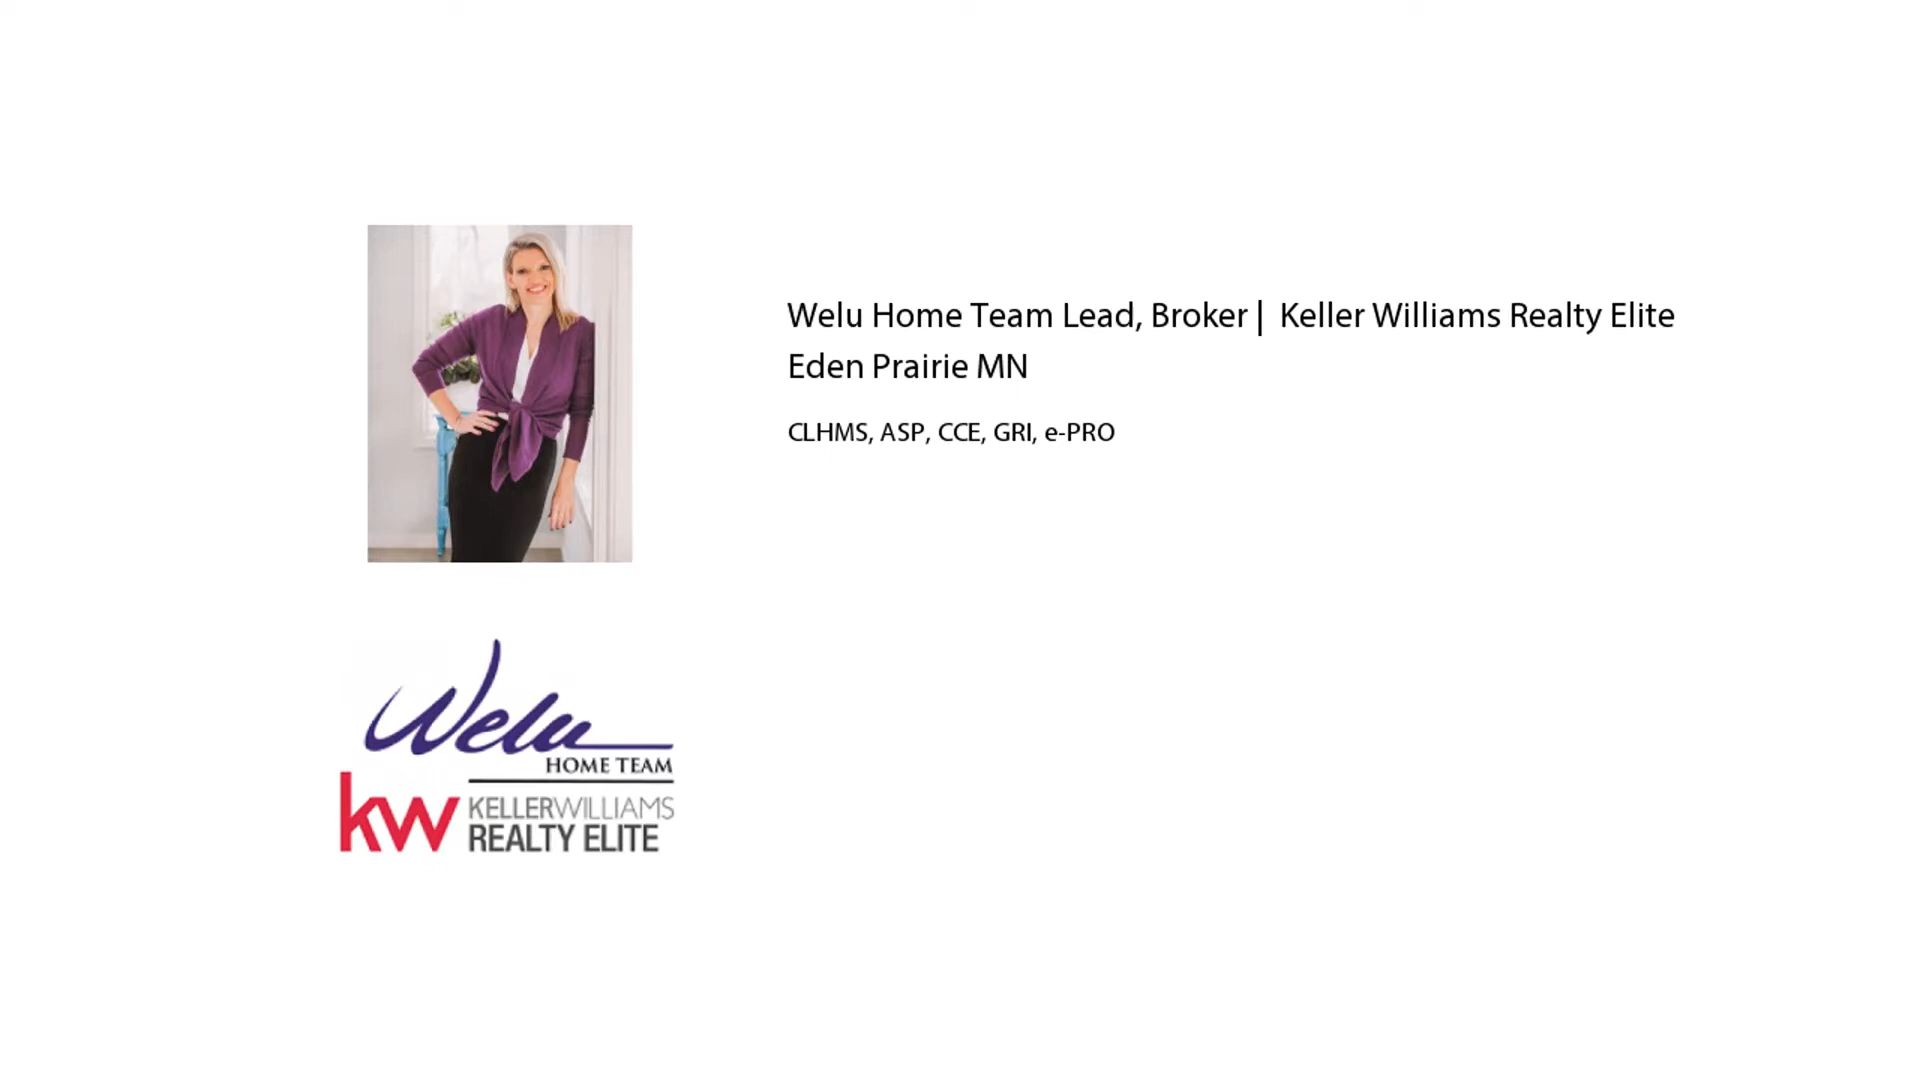 Welu Home Team Lead, Broker | Keller Williams Realty Elite
Eden Prairie MN
CLHMS, ASP, CCE, GRI, e-PRO
Welu
HOME TEAM
kw KELLERWILLIAMS
REALTY ELITE